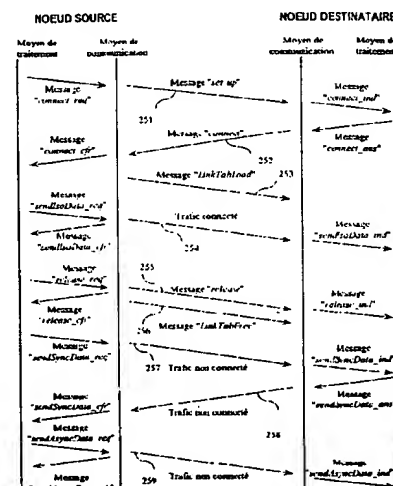 NOEUD SOURCE NOEUD DESTINATAIRE
Moyen de traitement Moyen de communication Moyen de communication Moyen de traitement
Message "connect_req" Message "set up" Message "connect_ind"
251
Message "connect_cfr" Message "connect" Message "connect_ans"
252
Message "LinkTabLoad" 253
Message "sendIsoData_req"
Trafic connecté
Message "sendIsoData_cfr" Message "sendIsoData_ind"
254
Message "release_req" 255 Message "release"
Message "release_cfr" Message "release_ind"
256 Message "LinkTabFree"
Message "sendSyncData_req" 257 Trafic non connecté Message "sendSyncData_ind"
Message "sendSyncData_cfr" Trafic non connecté Message "sendSyncData_ans"
258
Message "sendAsyncData_req"
Message 259 Trafic non connecté Message "sendAsyncData_ind"